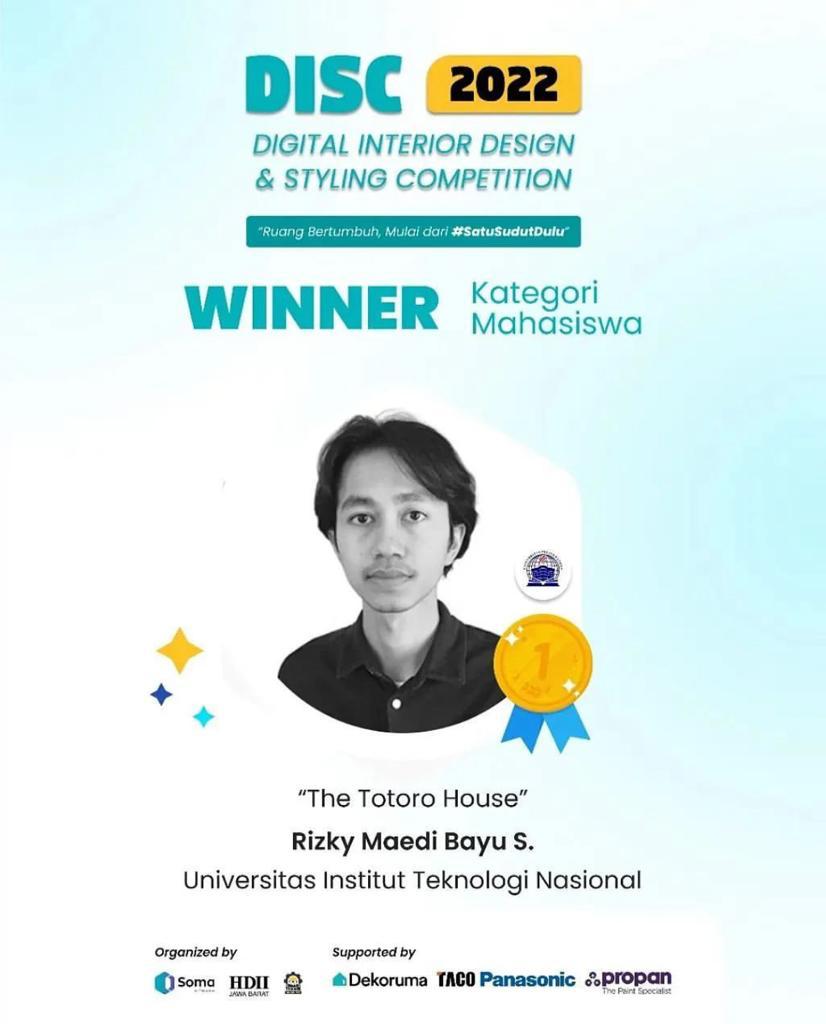 DISC 2022
DIGITAL INTERIOR DESIGN
& STYLING COMPETITION
“Ruang Bertumbuh, Mulai dari #SatuSudutDulu”
WINNER
Kategori
Mahasiswa
1
“The Totoro House”
Rizky Maedi Bayu S.
Universitas Institut Teknologi Nasional
Organized by
Supported by
Soma
HDII
JAWA BARAT
Dekoruma
TACO
Panasonic
propan
The Paint Specialist